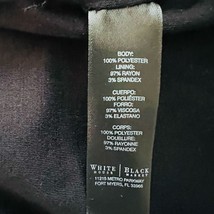 BODY:
100% POLYESTER
LINING:
97% RAYON
3% SPANDEX
CUERPO:
100% POLIÉSTER
FORRO:
97% VISCOSA
3% ELASTANO
CORPS:
100% POLYESTER
DOUBLURE:
97% RAYONNE
3% SPANDEX
WHITE HOUSE | BLACK MARKET
11215 METRO PARKWAY
FORT MYERS, FL 33966